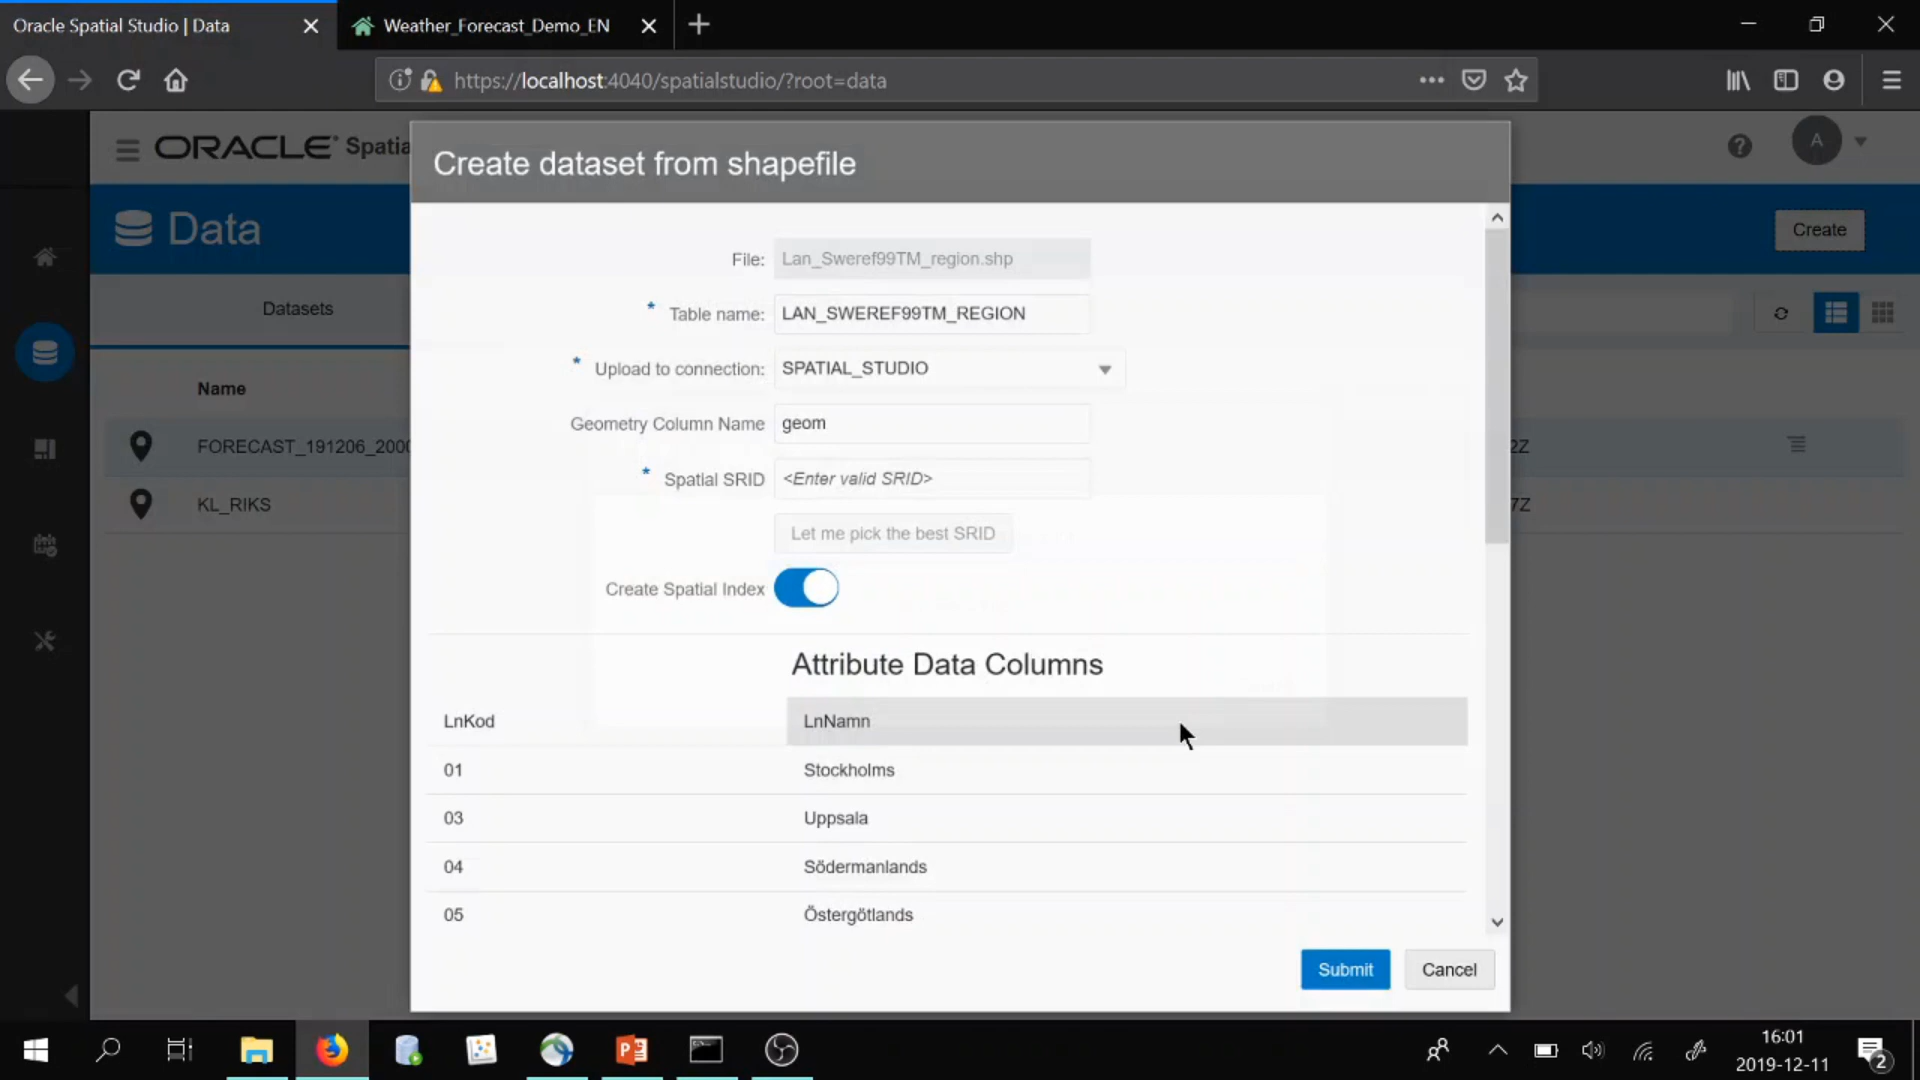 Oracle Spatial Studio | Data
Weather_Forecast_Demo_EN
https://localhost:4040/spatialstudio/?root=data
ORACLE® Spatia
A
Create dataset from shapefile
Data
Create
File: Lan_Sweref99TM_region.shp
Datasets
* Table name: LAN_SWEREF99TM_REGION
* Upload to connection: SPATIAL_STUDIO
Name
Geometry Column Name geom
FORECAST_191206_2000
2Z
* Spatial SRID <Enter valid SRID>
KL_RIKS
7Z
Let me pick the best SRID
Create Spatial Index
Attribute Data Columns
LnKod LnNamn
01 Stockholms
03 Uppsala
04 Södermanlands
05 Östergötlands
Submit Cancel
16:01
2019-12-11
2